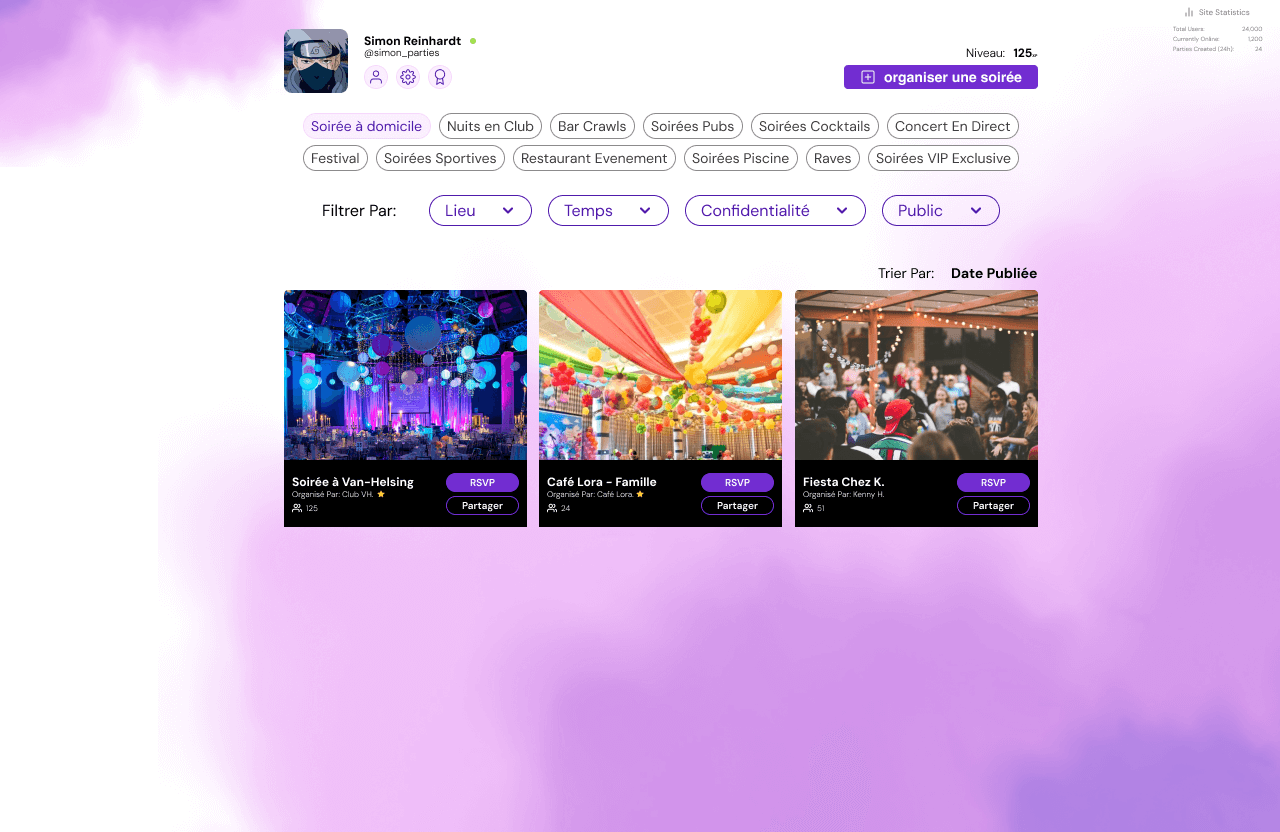 Site Statistics
Total Users: 24,000
Currently Online: 1,200
Parties Created (24h): 24
Simon Reinhardt
@simon_parties
Niveau: 125
organiser une soirée
Soirée à domicile
Nuits en Club
Bar Crawls
Soirées Pubs
Soirées Cocktails
Concert En Direct
Festival
Soirées Sportives
Restaurant Evenement
Soirées Piscine
Raves
Soirées VIP Exclusive
Filtrer Par:
Lieu
Temps
Confidentialité
Public
Trier Par: Date Publiée
Soirée à Van-Helsing
Organisé Par: Club VH.
125
RSVP
Partager
Café Lora - Famille
Organisé Par: Café Lora.
24
RSVP
Partager
Fiesta Chez K.
Organisé Par: Kenny H.
51
RSVP
Partager